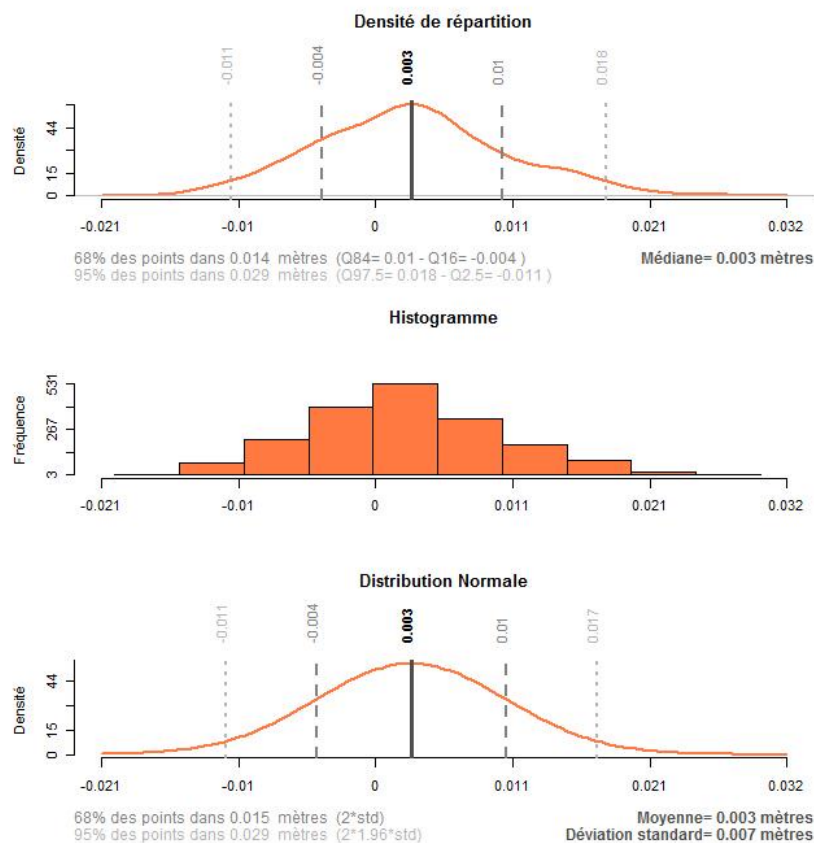 Densité de répartition
-0.011
-0.004
0.003
0.01
0.018
Densité
44
15
0
-0.021 -0.01 0 0.011 0.021 0.032
68% des points dans 0.014 mètres (Q84= 0.01 - Q16= -0.004 ) Médiane= 0.003 mètres
95% des points dans 0.029 mètres (Q97.5= 0.018 - Q2.5= -0.011 )
Histogramme
Fréquence
531
267
3
-0.021 -0.01 0 0.011 0.021 0.032
Distribution Normale
-0.011
-0.004
0.003
0.01
0.017
Densité
44
15
0
-0.021 -0.01 0 0.011 0.021 0.032
68% des points dans 0.015 mètres (2*std) Moyenne= 0.003 mètres
95% des points dans 0.029 mètres (2*1.96*std) Déviation standard= 0.007 mètres